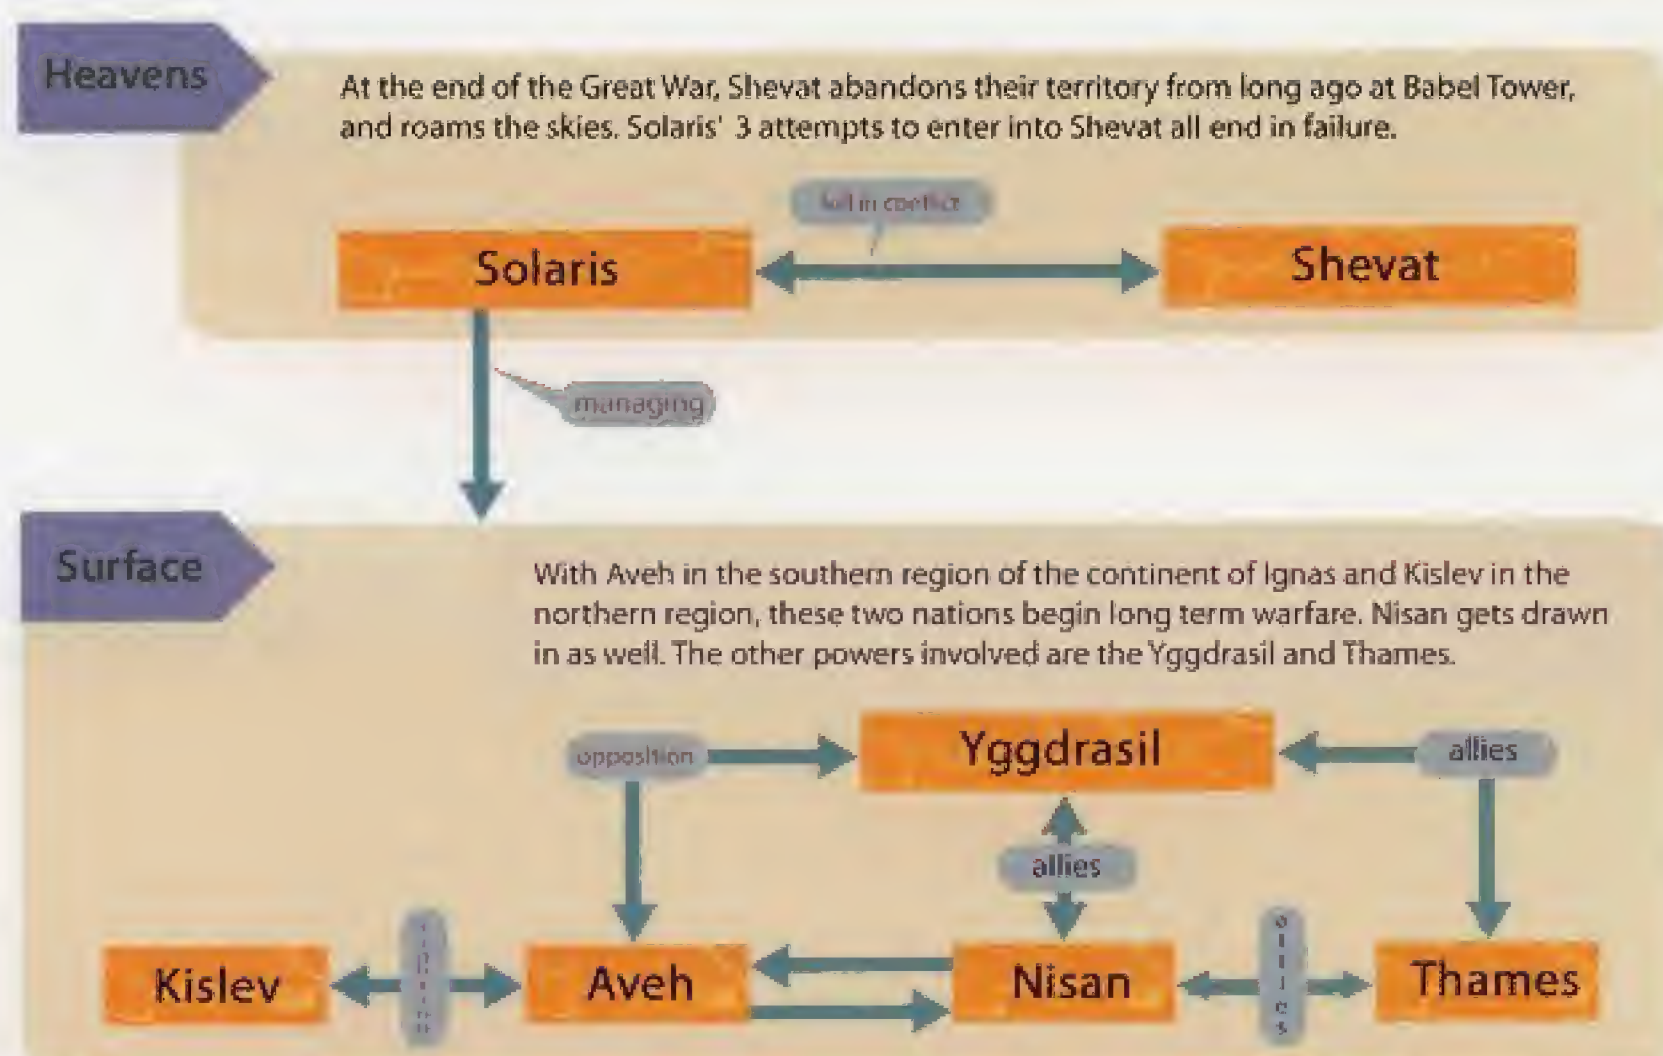 Heavens
At the end of the Great War, Shevat abandons their territory from long ago at Babel Tower,
and roams the skies. Solaris' 3 attempts to enter into Shevat all end in failure.
in conflict
Solaris
Shevat
managing
Surface
With Aveh in the southern region of the continent of Ignas and Kislev in the
northern region, these two nations begin long term warfare. Nisan gets drawn
in as well. The other powers involved are the Yggdrasil and Thames.
opposition
Yggdrasil
allies
allies
Kislev
Aveh
Nisan
allies
Thames